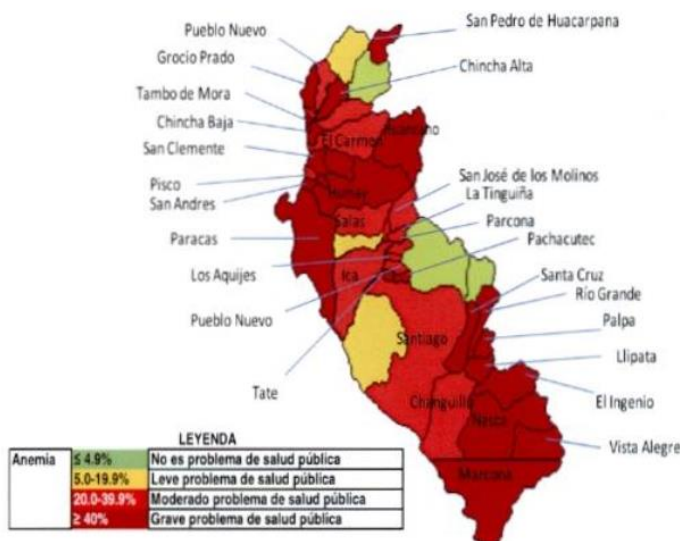 San Pedro de Huacarpana
Pueblo Nuevo
Grocio Prado
Chincha Alta
Tambo de Mora
Chincha Baja
El Carmen
Huancano
San Clemente
San José de los Molinos
Pisco
La Tinguiña
San Andres
Humay
Salas
Parcona
Paracas
Pachacutec
Los Aquijes
Ica
Santa Cruz
Río Grande
Pueblo Nuevo
Santiago
Palpa
Llipata
Tate
Changuillo
El Ingenio
Nasca
Vista Alegre
Marcona
LEYENDA
Anemia
≤ 4.9% No es problema de salud pública
5.0-19.9% Leve problema de salud pública
20.0-39.9% Moderado problema de salud pública
≥ 40% Grave problema de salud pública